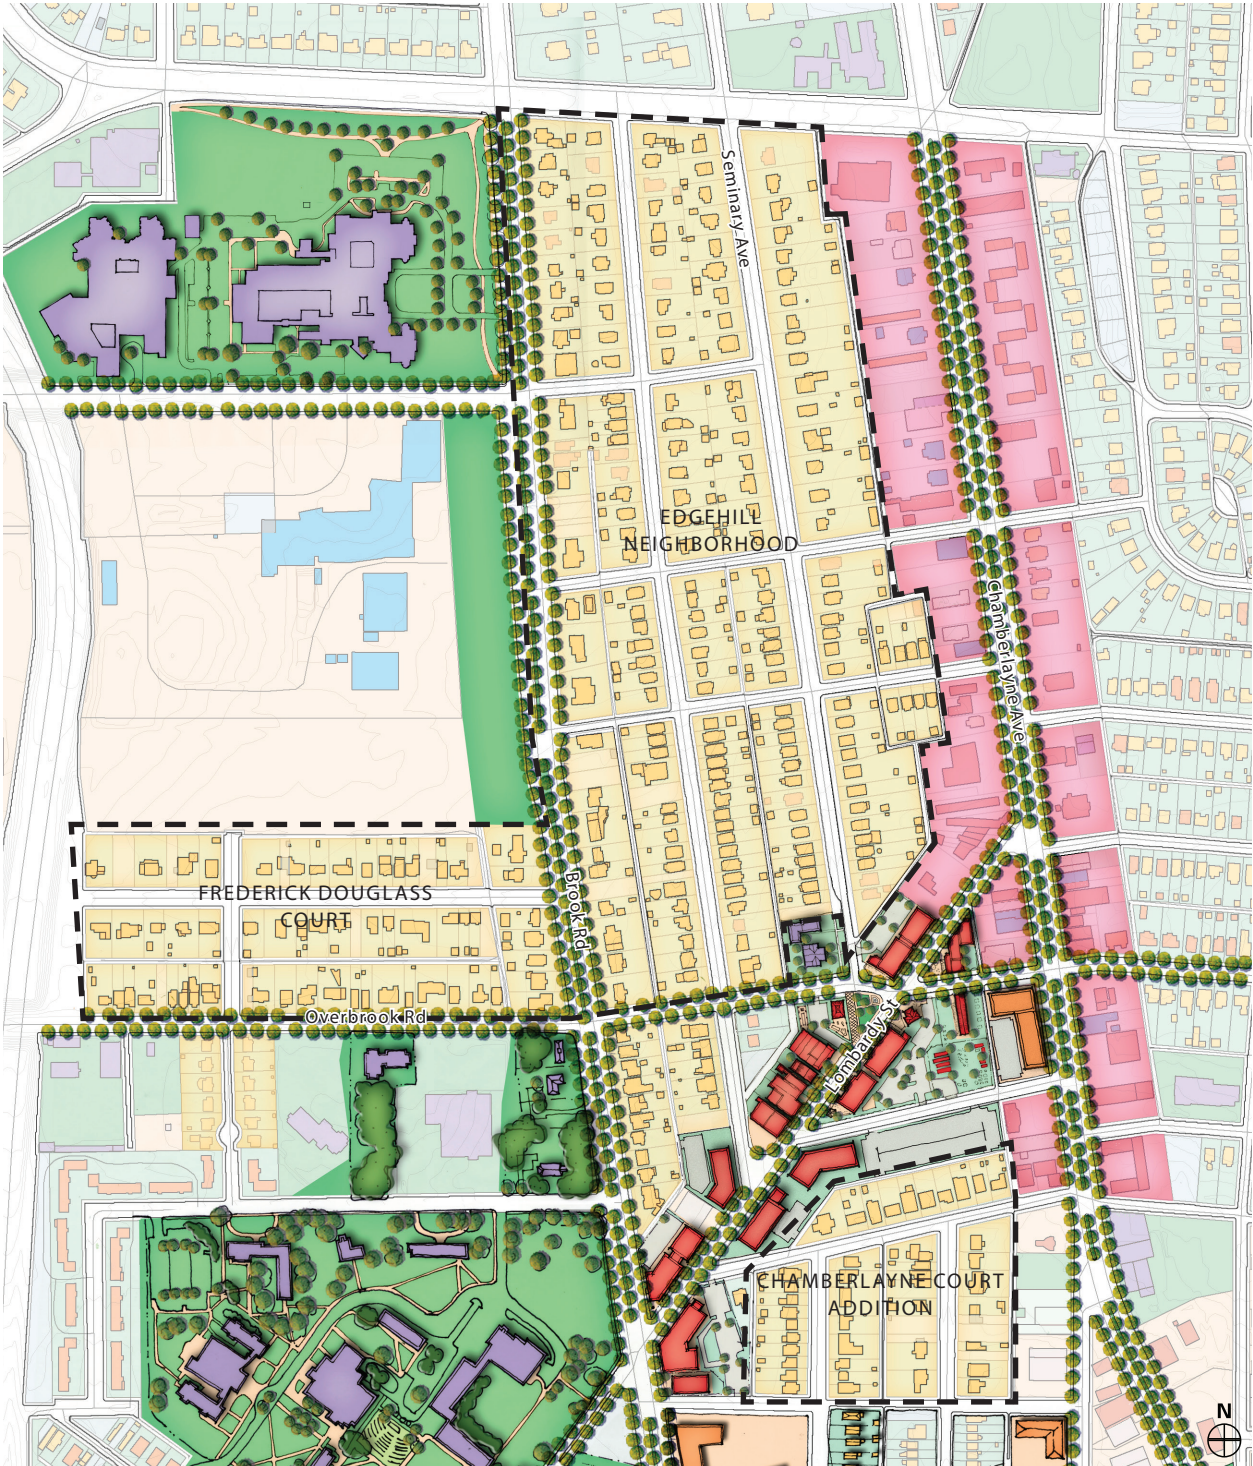 Seminary Ave
EDGEHILL
NEIGHBORHOOD
Chamberlayne Ave
FREDERICK DOUGLASS
COURT
Brook Rd
Overbrook Rd
Lombardy St
CHAMBERLAYNE COURT
ADDITION
N